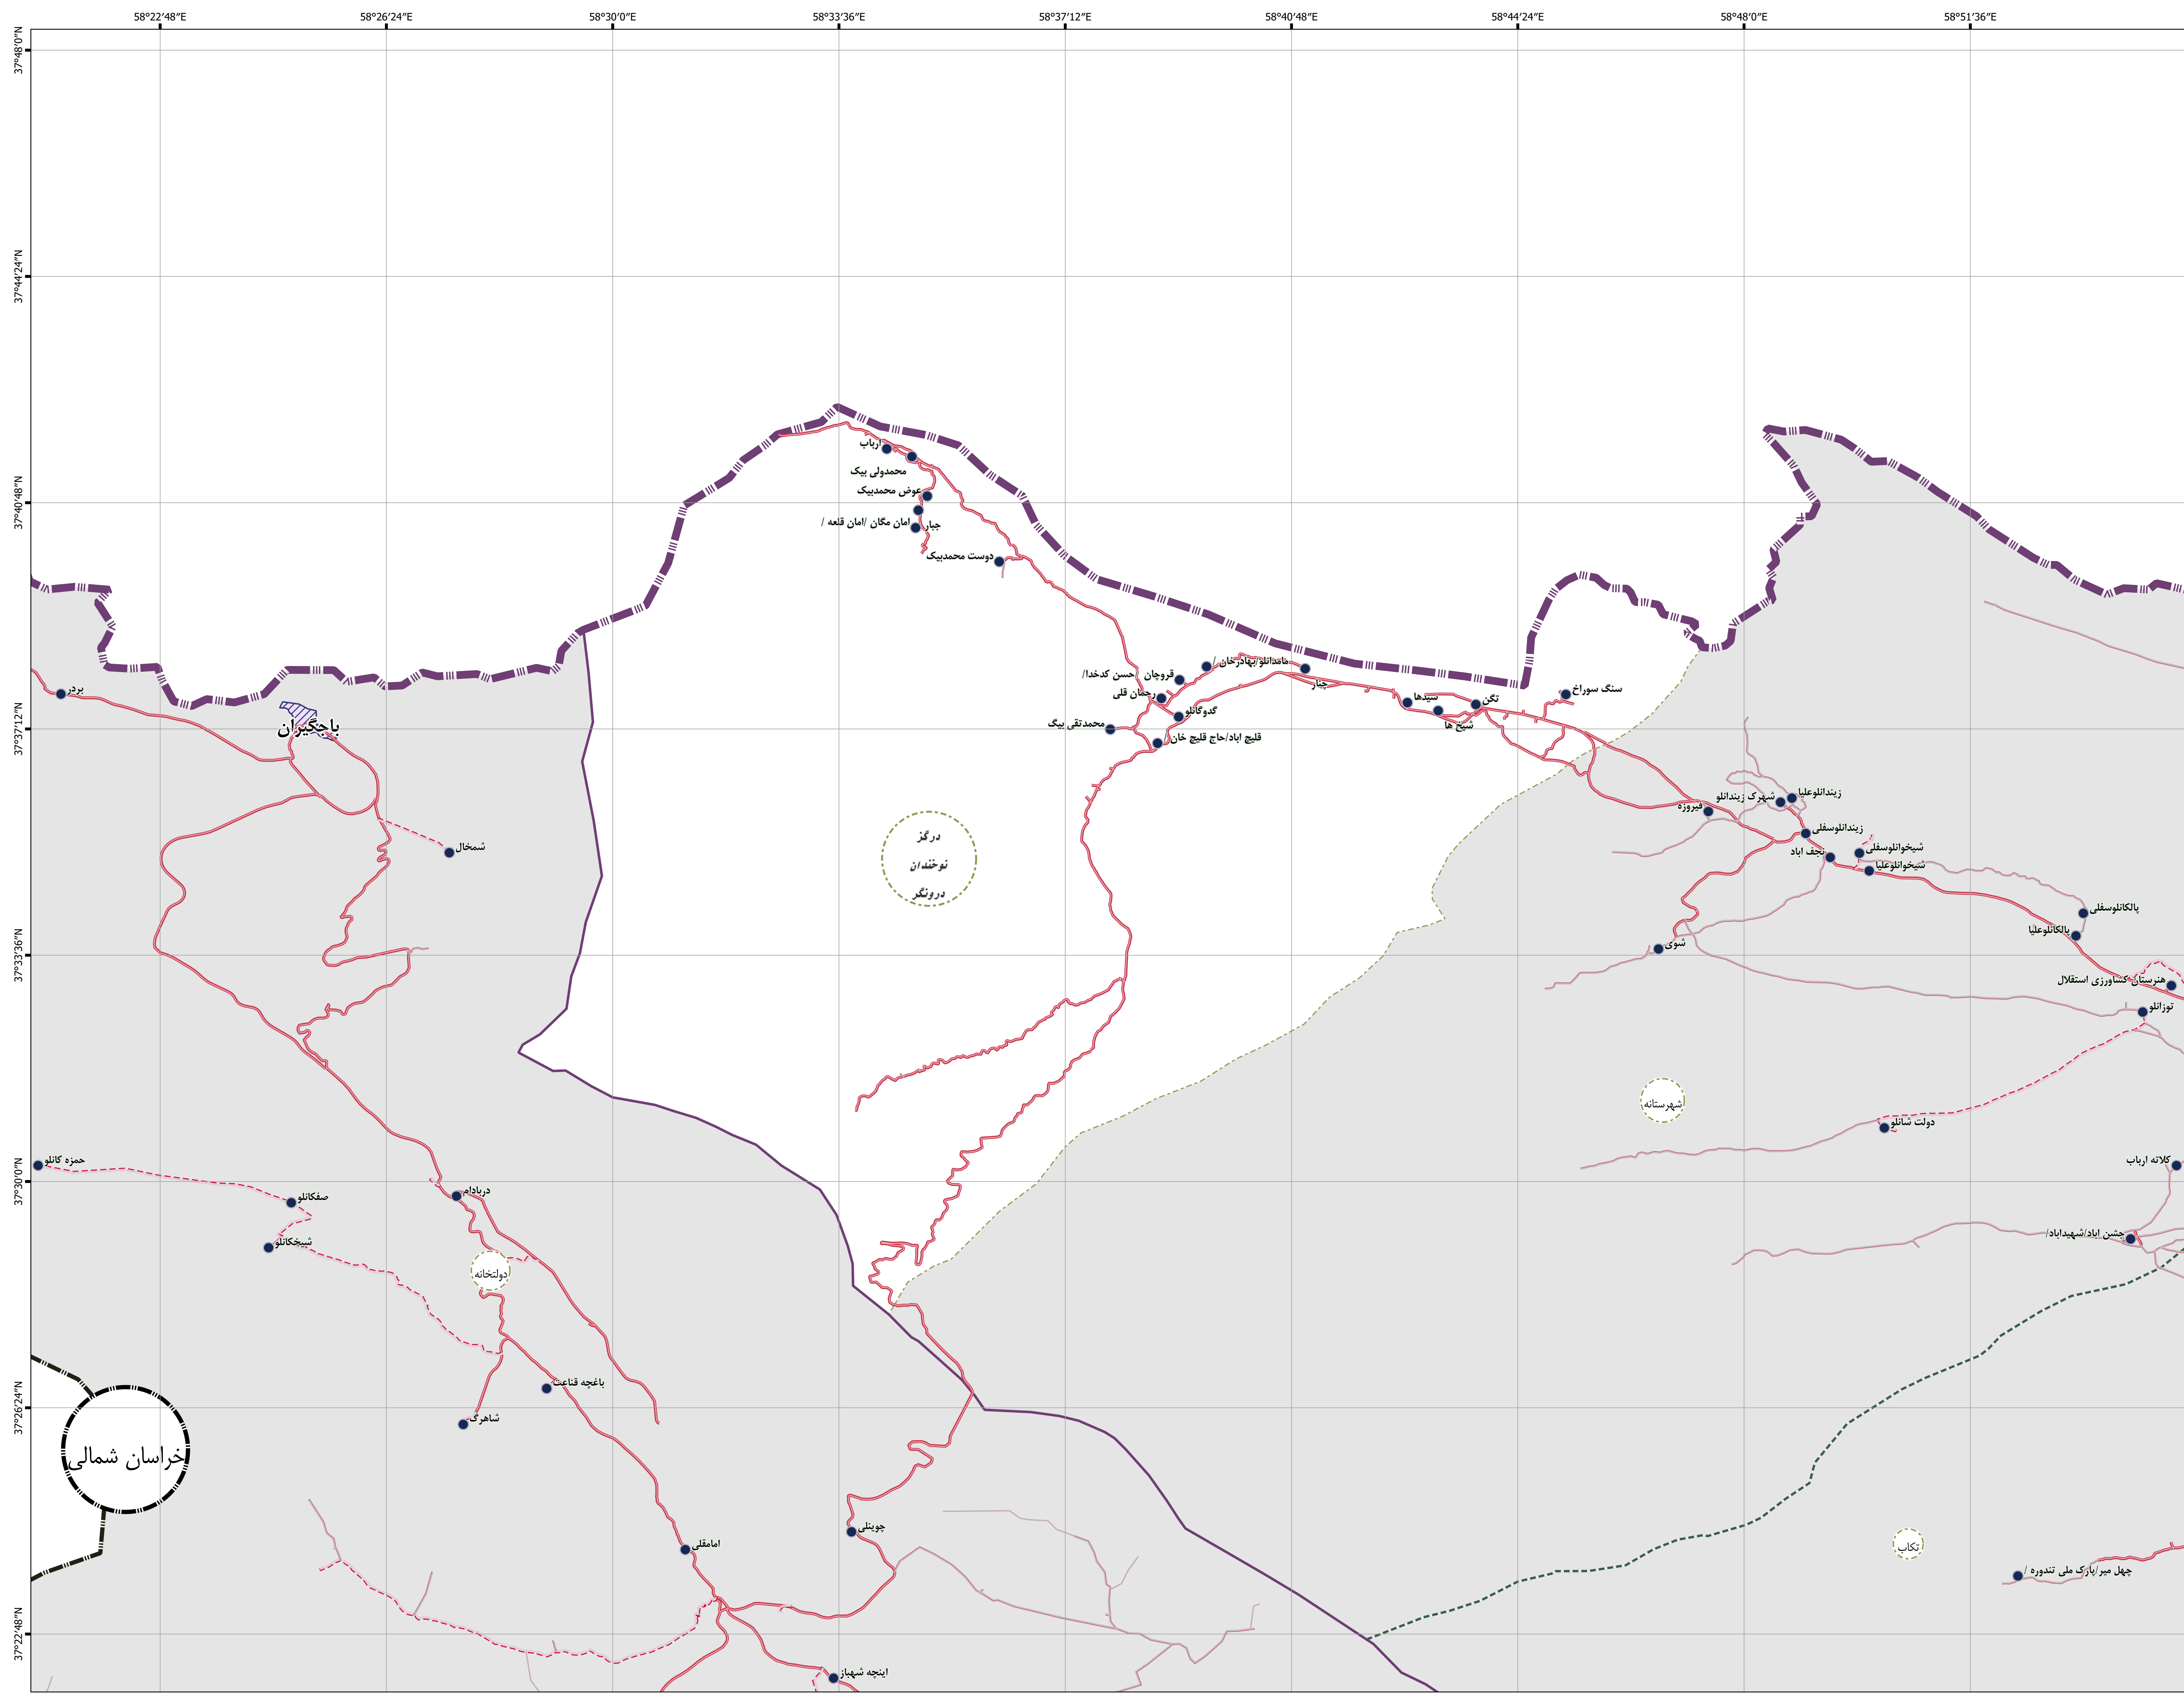 58°22'48"E
58°26'24"E
58°30'0"E
58°33'36"E
58°37'12"E
58°40'48"E
58°44'24"E
58°48'0"E
58°51'36"E
37°48'0"N
37°44'24"N
37°40'48"N
37°37'12"N
37°33'36"N
37°30'0"N
37°26'24"N
37°22'48"N
ارباب
محمدولی بیک
عوض محمدبیک
امان مگان /امان قلعه /
جبار
دوست محمدبیک
مامدانلو/بهادرخان /
قروچان /حسن کدخدا/
رحمان قلی
چنار
گدوگانلو
محمدتقی بیگ
قلیچ اباد/حاج قلیچ خان /
سیدها
شیخ ها
تگن
سنگ سوراخ
بردر
باجگیران
شمخال
درگز
نوخندان
درونگر
زیندانلوعلیا
شهرک زیندانلو
فیروزه
زیندانلوسفلی
نجف اباد
شیخوانلوسفلی
شیخوانلوعلیا
پالکانلوسفلی
پالکانلوعلیا
شوی
هنرستان کشاورزی استقلال
توزانلو
شهرستانه
دولت شانلو
کلاته ارباب
جشن اباد/شهیداباد/
حمزه کانلو
صفکانلو
شیخکانلو
دربادام
دولتخانه
باغچه قناعت
شاهرگ
خراسان شمالی
چوینلی
امامقلی
تکاب
چهل میر/پارک ملی تندوره /
اینچه شهباز